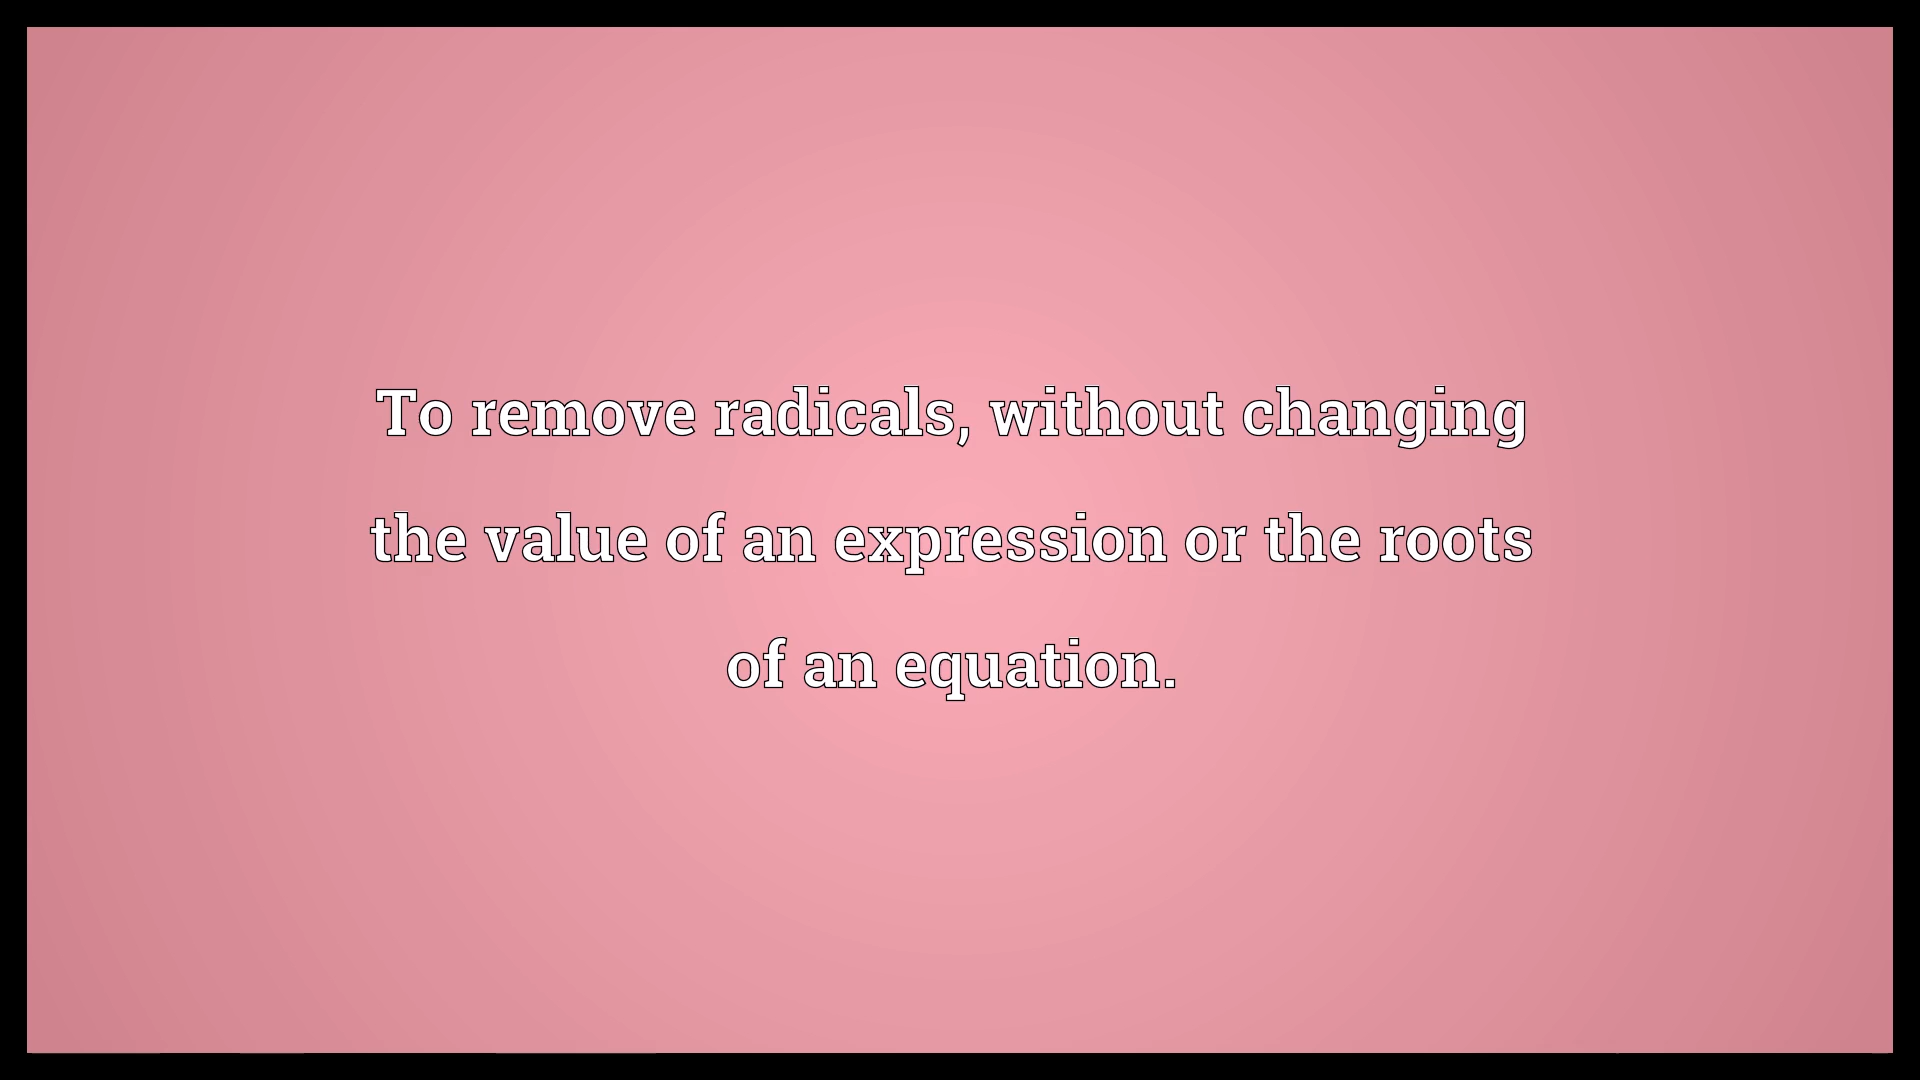 To remove radicals, without changing
the value of an expression or the roots
of an equation.